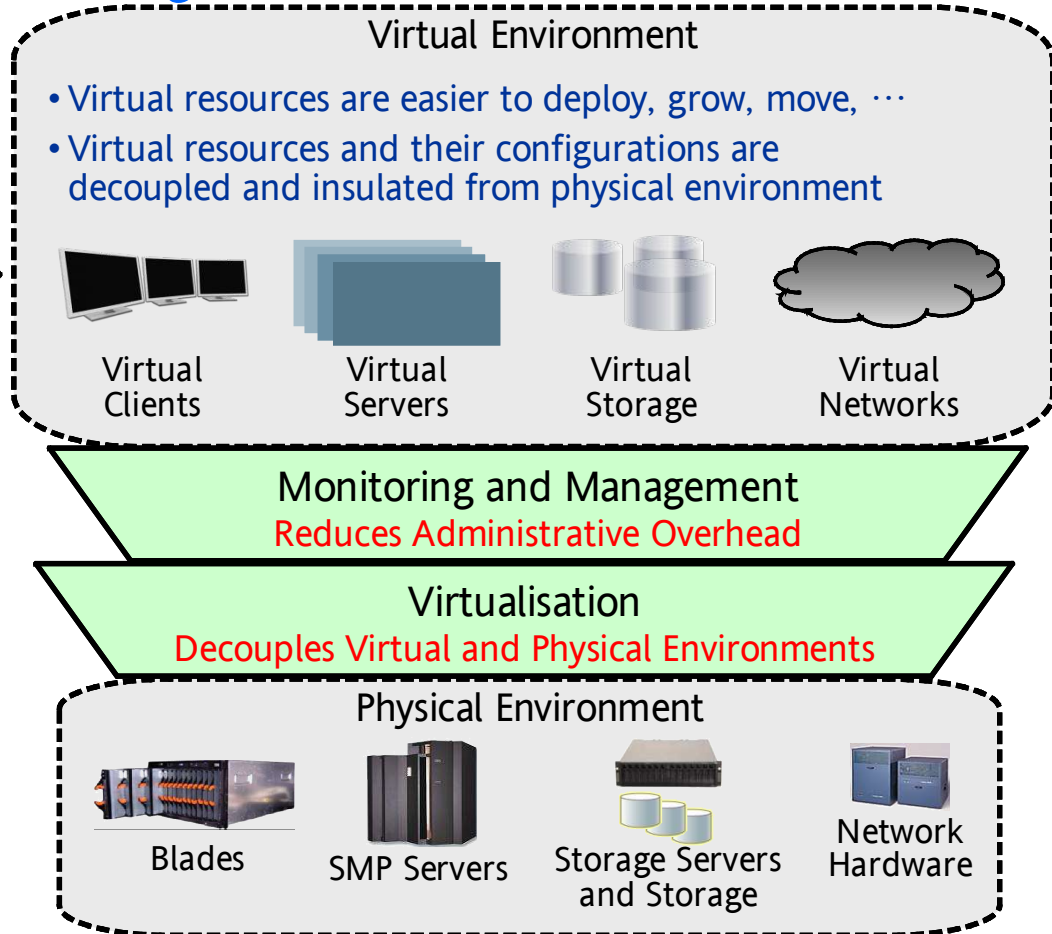 Virtual Environment
• Virtual resources are easier to deploy, grow, move, …
• Virtual resources and their configurations are
decoupled and insulated from physical environment
Virtual
Clients
Virtual
Servers
Virtual
Storage
Virtual
Networks
Monitoring and Management
Reduces Administrative Overhead
Virtualisation
Decouples Virtual and Physical Environments
Physical Environment
Blades
SMP Servers
Storage Servers
and Storage
Network
Hardware